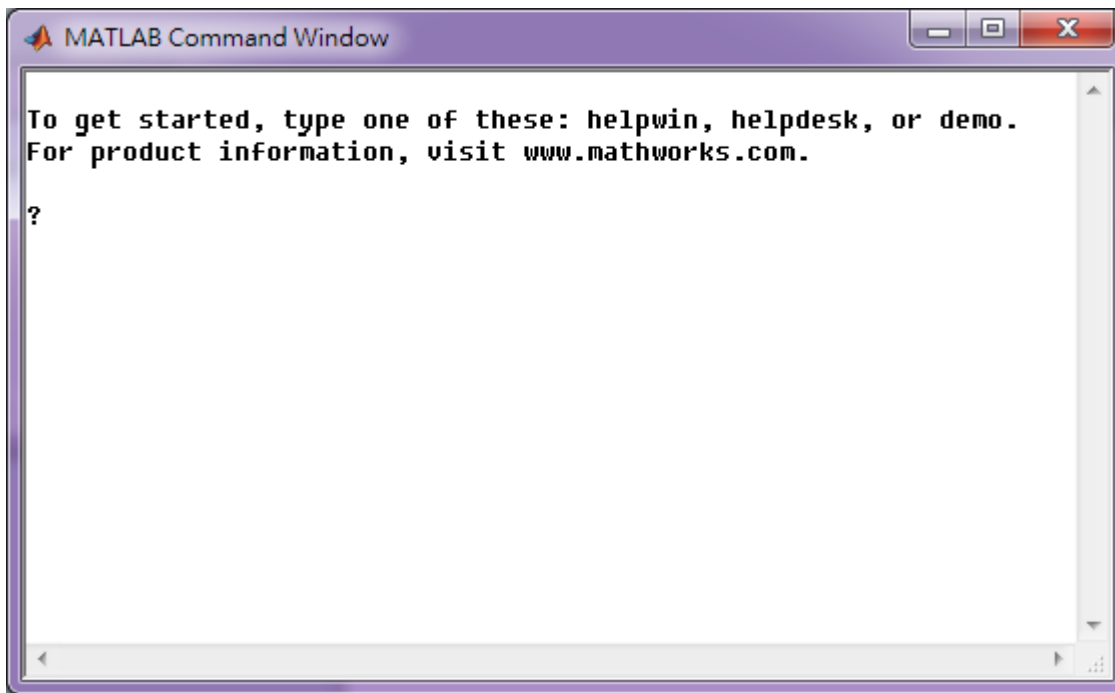 MATLAB Command Window
To get started, type one of these: helpwin, helpdesk, or demo.
For product information, visit www.mathworks.com.
?